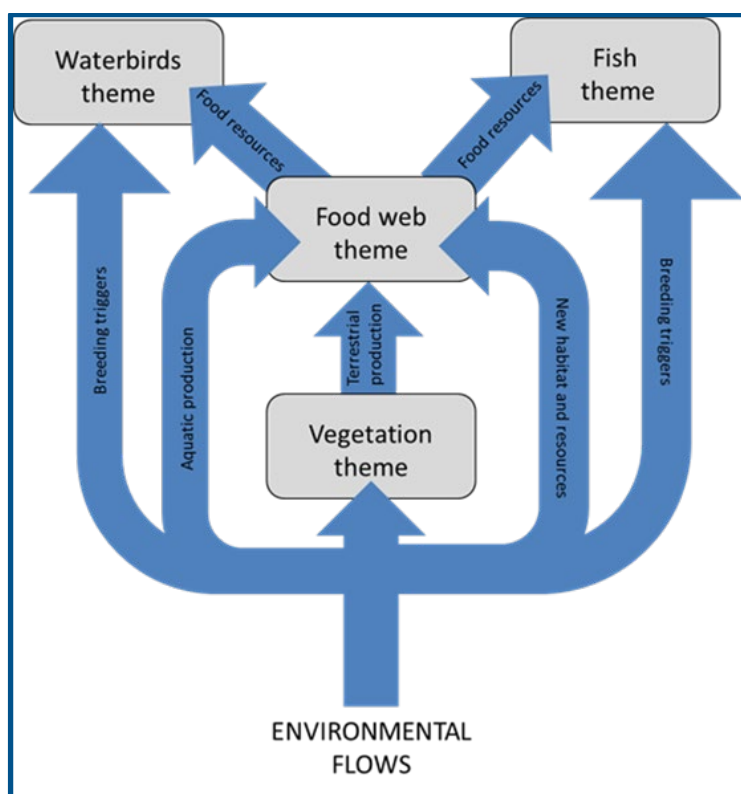 Waterbirds
theme
Fish
theme
Food resources
Food resources
Food web
theme
Breeding triggers
Aquatic production
Terrestrial
production
New habitat and resources
Breeding triggers
Vegetation
theme
ENVIRONMENTAL
FLOWS